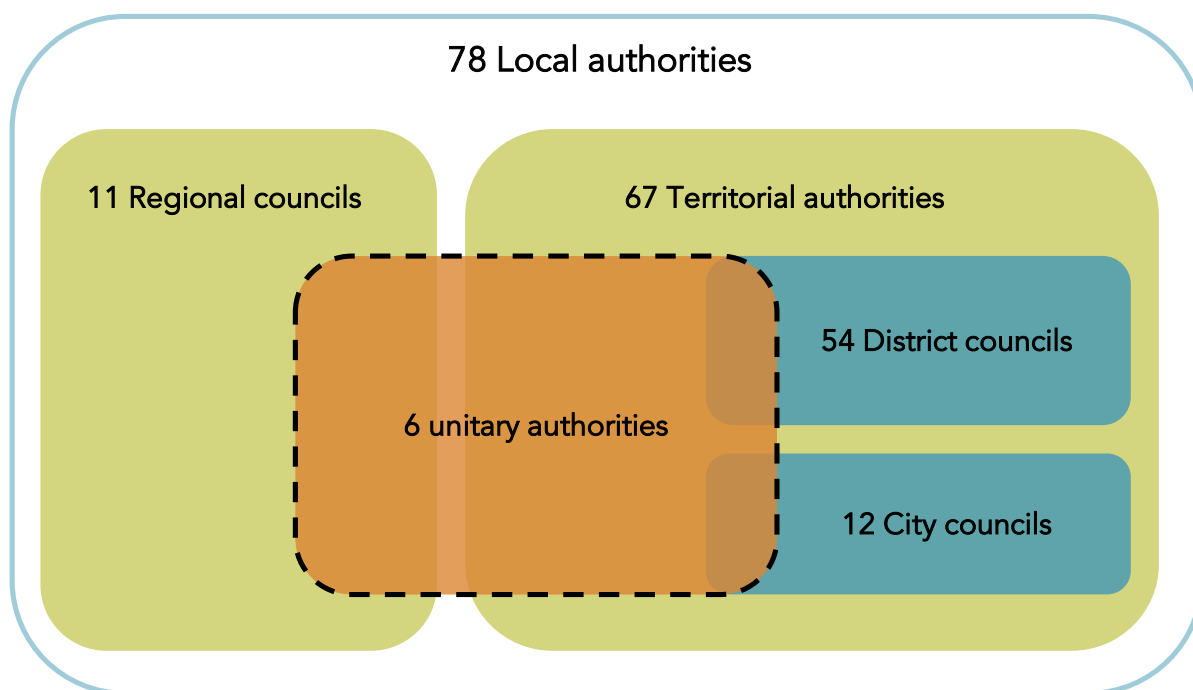 78 Local authorities
11 Regional councils
67 Territorial authorities
54 District councils
6 unitary authorities
12 City councils